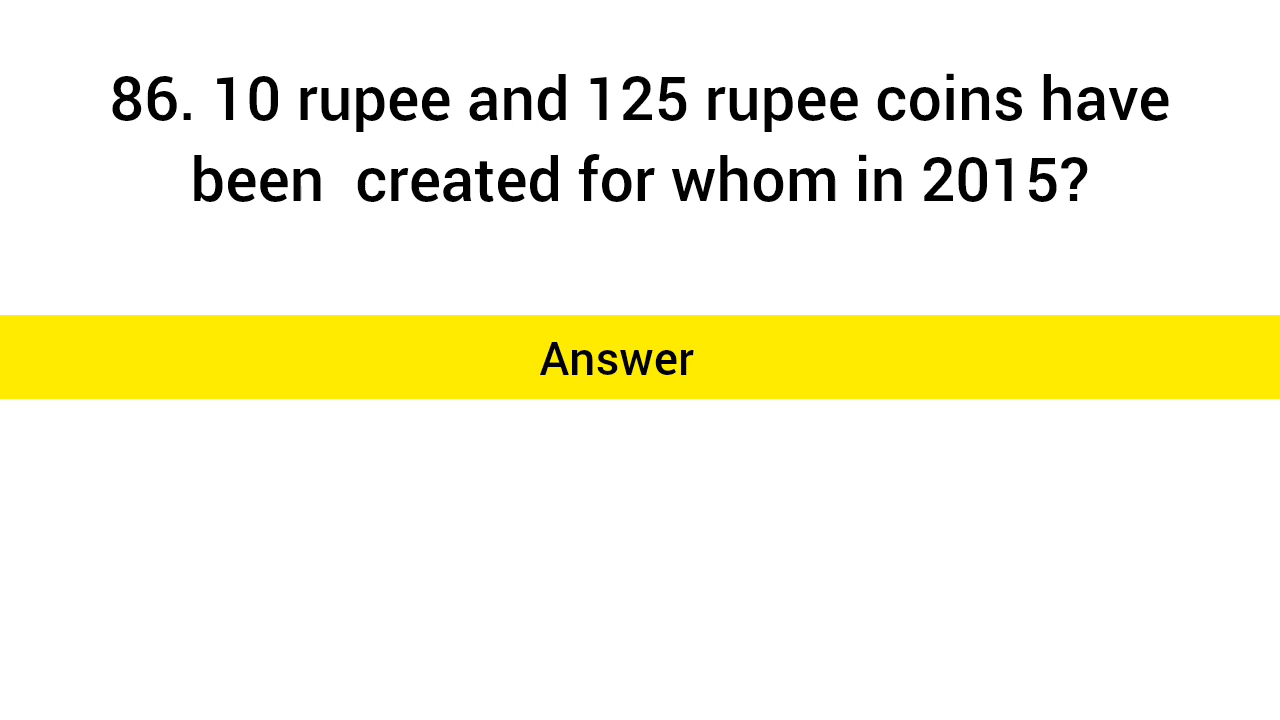 86. 10 rupee and 125 rupee coins have
been  created for whom in 2015?
Answer